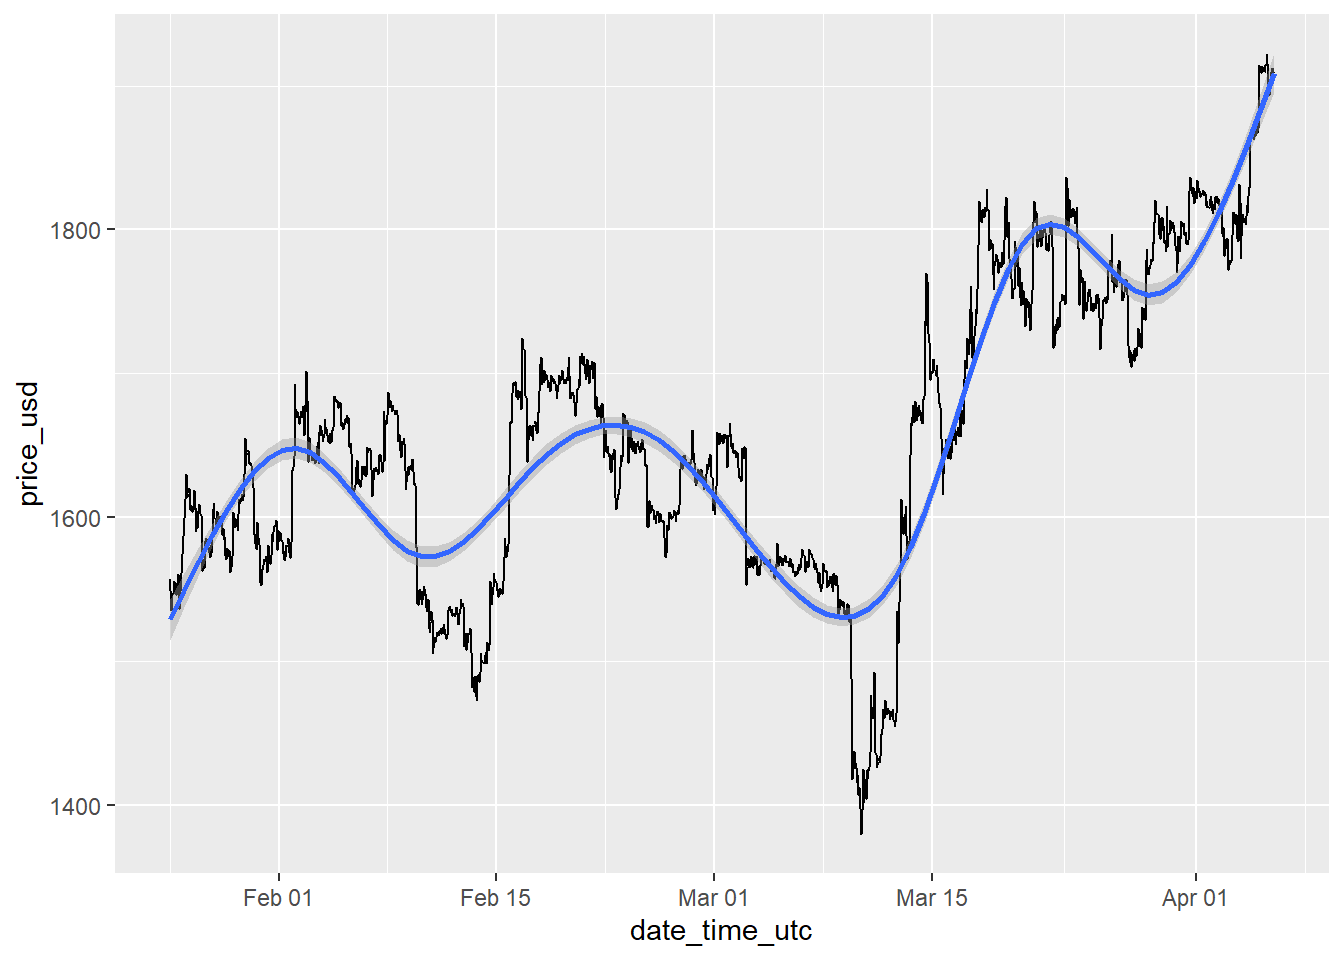 price_usd
1800
1600
1400
Feb 01
Feb 15
Mar 01
Mar 15
Apr 01
date_time_utc